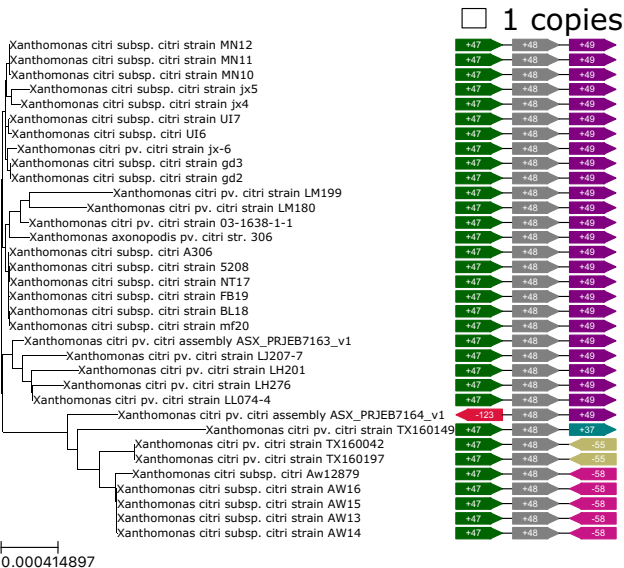 1 copies
Xanthomonas citri subsp. citri strain MN12 +47 +48 +49
Xanthomonas citri subsp. citri strain MN11 +47 +48 +49
Xanthomonas citri subsp. citri strain MN10 +47 +48 +49
Xanthomonas citri subsp. citri strain jx5 +47 +48 +49
Xanthomonas citri subsp. citri strain jx4 +47 +48 +49
Xanthomonas citri subsp. citri strain UI7 +47 +48 +49
Xanthomonas citri subsp. citri UI6 +47 +48 +49
Xanthomonas citri pv. citri strain jx-6 +47 +48 +49
Xanthomonas citri subsp. citri strain gd3 +47 +48 +49
Xanthomonas citri subsp. citri strain gd2 +47 +48 +49
Xanthomonas citri pv. citri strain LM199 +47 +48 +49
Xanthomonas citri pv. citri strain LM180 +47 +48 +49
Xanthomonas citri pv. citri strain 03-1638-1-1 +47 +48 +49
Xanthomonas axonopodis pv. citri str. 306 +47 +48 +49
Xanthomonas citri subsp. citri A306 +47 +48 +49
Xanthomonas citri subsp. citri strain 5208 +47 +48 +49
Xanthomonas citri subsp. citri strain NT17 +47 +48 +49
Xanthomonas citri subsp. citri strain FB19 +47 +48 +49
Xanthomonas citri subsp. citri strain BL18 +47 +48 +49
Xanthomonas citri subsp. citri strain mf20 +47 +48 +49
Xanthomonas citri pv. citri assembly ASX_PRJEB7163_v1 +47 +48 +49
Xanthomonas citri pv. citri strain LJ207-7 +47 +48 +49
Xanthomonas citri pv. citri strain LH201 +47 +48 +49
Xanthomonas citri pv. citri strain LH276 +47 +48 +49
Xanthomonas citri pv. citri strain LL074-4 +47 +48 +49
Xanthomonas citri pv. citri assembly ASX_PRJEB7164_v1 -123 +48 +49
Xanthomonas citri pv. citri strain TX160149 +47 +48 +37
Xanthomonas citri pv. citri strain TX160042 +47 +48 -55
Xanthomonas citri pv. citri strain TX160197 +47 +48 -55
Xanthomonas citri subsp. citri Aw12879 +47 +48 -58
Xanthomonas citri subsp. citri strain AW16 +47 +48 -58
Xanthomonas citri subsp. citri strain AW15 +47 +48 -58
Xanthomonas citri subsp. citri strain AW13 +47 +48 -58
Xanthomonas citri subsp. citri strain AW14 +47 +48 -58
0.000414897